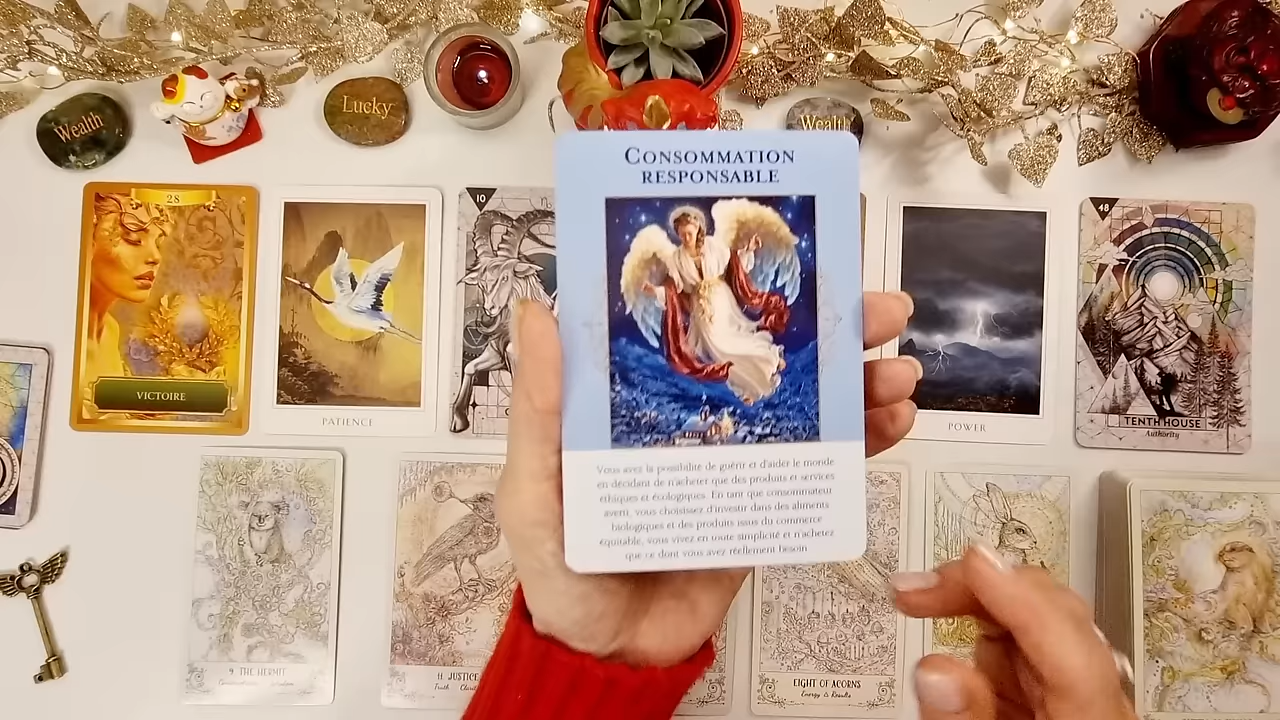 Wealth
Lucky
Wealth
CONSOMMATION
RESPONSABLE
28
VICTOIRE
PATIENCE
10
POWER
48
TENTH HOUSE
Authority
Vous avez la possibilité de guérir et d'aider le monde
en décidant de n'acheter que des produits et services
éthiques et écologiques. En tant que consommateur
averti, vous choisissez d'investir dans des aliments
biologiques et des produits issus du commerce
équitable, vous vivez en toute simplicité et n'achetez
que ce dont vous avez réellement besoin
9. THE HERMIT
11. JUSTICE
Truth
EIGHT OF ACORNS
Energy & Results